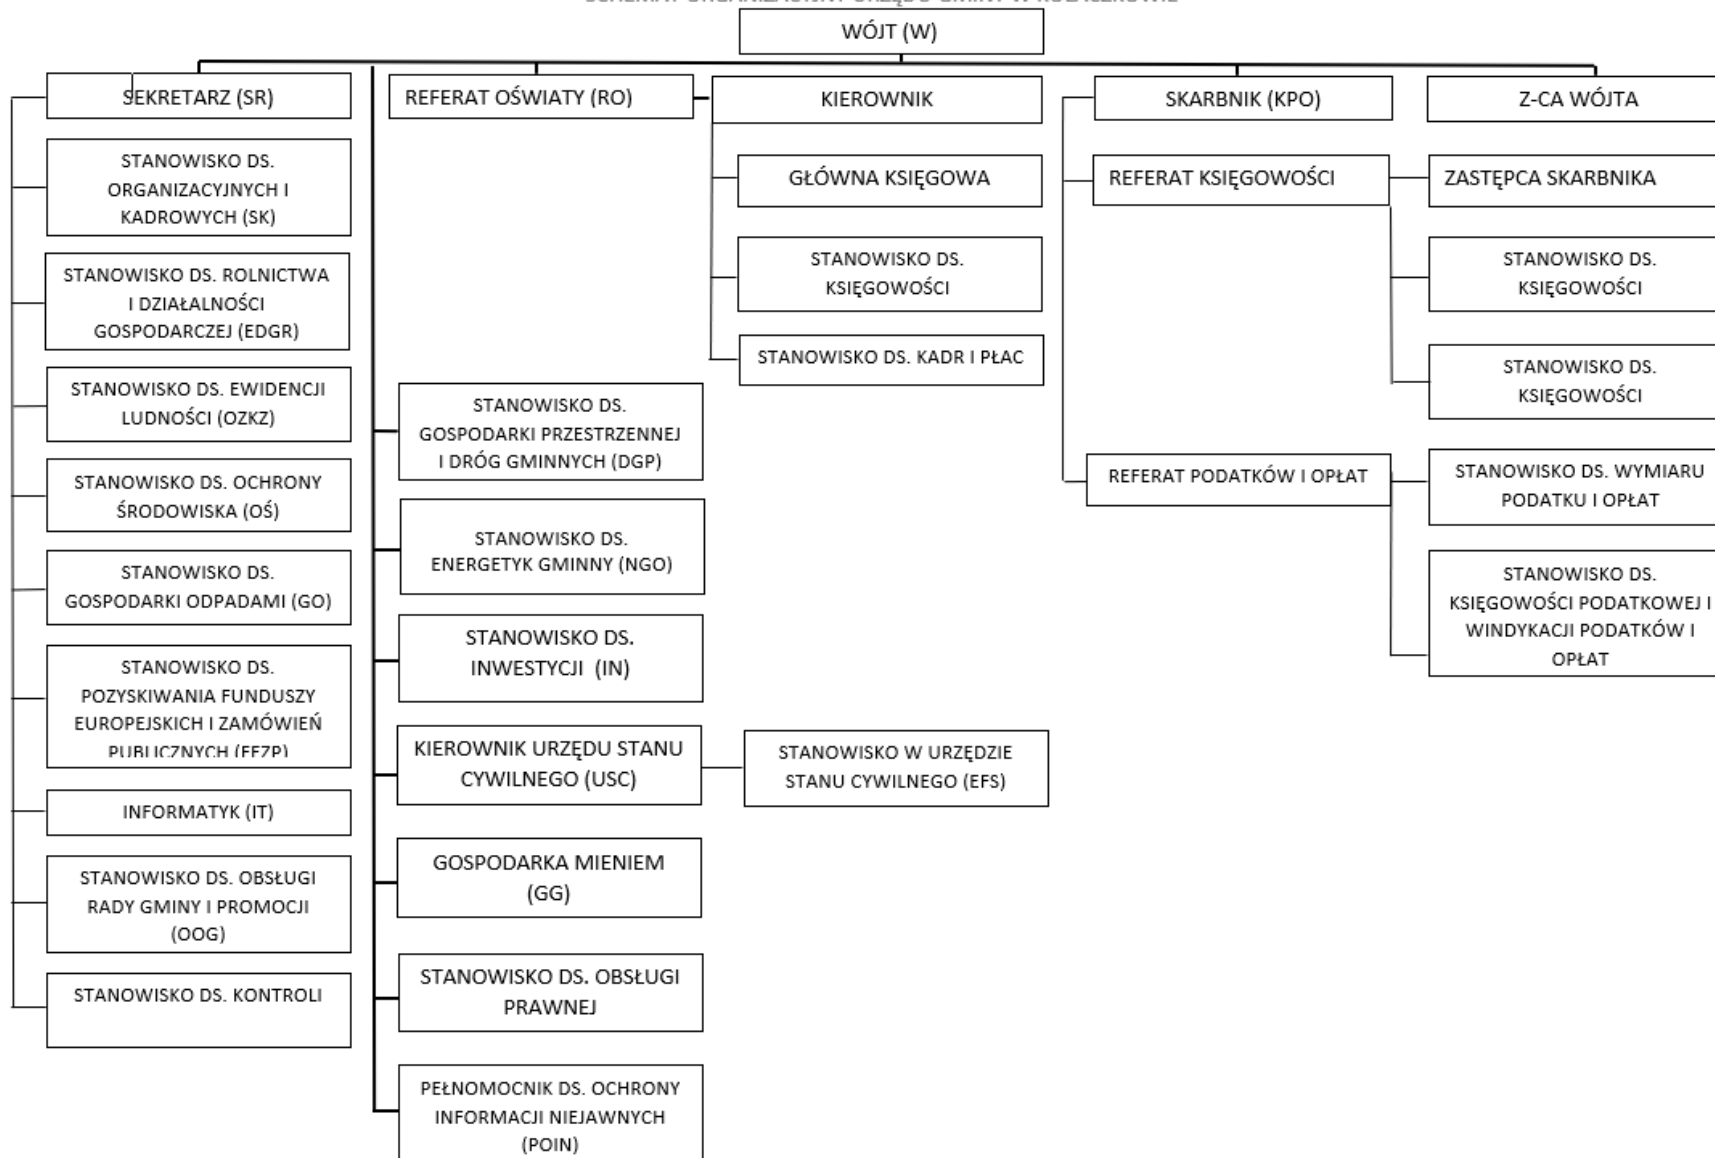 WÓJT (W)
SEKRETARZ (SR)
STANOWISKO DS.
ORGANIZACYJNYCH I
KADROWYCH (SK)
STANOWISKO DS. ROLNICTWA
I DZIAŁALNOŚCI
GOSPODARCZEJ (EDGR)
STANOWISKO DS. EWIDENCJI
LUDNOŚCI (OZKZ)
STANOWISKO DS. OCHRONY
ŚRODOWISKA (OŚ)
STANOWISKO DS.
GOSPODARKI ODPADAMI (GO)
STANOWISKO DS.
POZYSKIWANIA FUNDUSZY
EUROPEJSKICH I ZAMÓWIEŃ
PUBLICZNYCH (FEZP)
INFORMATYK (IT)
STANOWISKO DS. OBSŁUGI
RADY GMINY I PROMOCJI
(OOG)
STANOWISKO DS. KONTROLI
REFERAT OŚWIATY (RO)
KIEROWNIK
GŁÓWNA KSIĘGOWA
STANOWISKO DS.
KSIĘGOWOŚCI
STANOWISKO DS. KADR I PŁAC
STANOWISKO DS.
GOSPODARKI PRZESTRZENNEJ
I DRÓG GMINNYCH (DGP)
STANOWISKO DS.
ENERGETYK GMINNY (NGO)
STANOWISKO DS.
INWESTYCJI (IN)
KIEROWNIK URZĘDU STANU
CYWILNEGO (USC)
STANOWISKO W URZĘDZIE
STANU CYWILNEGO (EFS)
GOSPODARKA MIENIEM
(GG)
STANOWISKO DS. OBSŁUGI
PRAWNEJ
PEŁNOMOCNIK DS. OCHRONY
INFORMACJI NIEJAWNYCH
(POIN)
SKARBNIK (KPO)
REFERAT KSIĘGOWOŚCI
ZASTĘPCA SKARBNIKA
STANOWISKO DS.
KSIĘGOWOŚCI
STANOWISKO DS.
KSIĘGOWOŚCI
REFERAT PODATKÓW I OPŁAT
STANOWISKO DS. WYMIARU
PODATKU I OPŁAT
STANOWISKO DS.
KSIĘGOWOŚCI PODATKOWEJ I
WINDYKACJI PODATKÓW I
OPŁAT
Z-CA WÓJTA